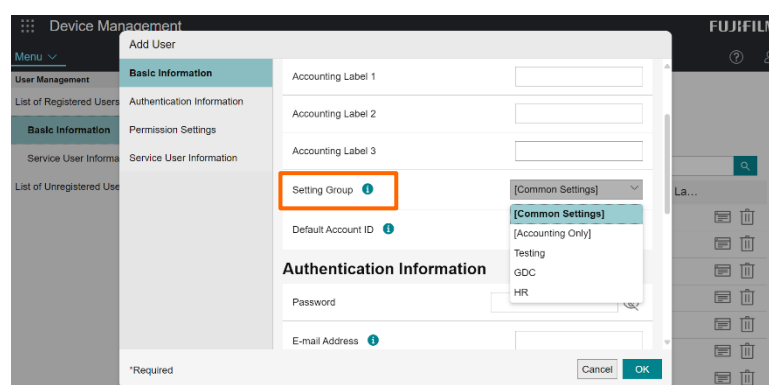 Device Management
FUJIFILM
Menu
Add User
User Management
Basic Information
Accounting Label 1
List of Registered Users
Authentication Information
Accounting Label 2
Basic Information
Permission Settings
Accounting Label 3
Service User Informa
Service User Information
List of Unregistered Use
Setting Group
[Common Settings]
La...
[Common Settings]
Default Account ID
[Accounting Only]
Testing
Authentication Information
GDC
HR
Password
E-mail Address
*Required
Cancel
OK